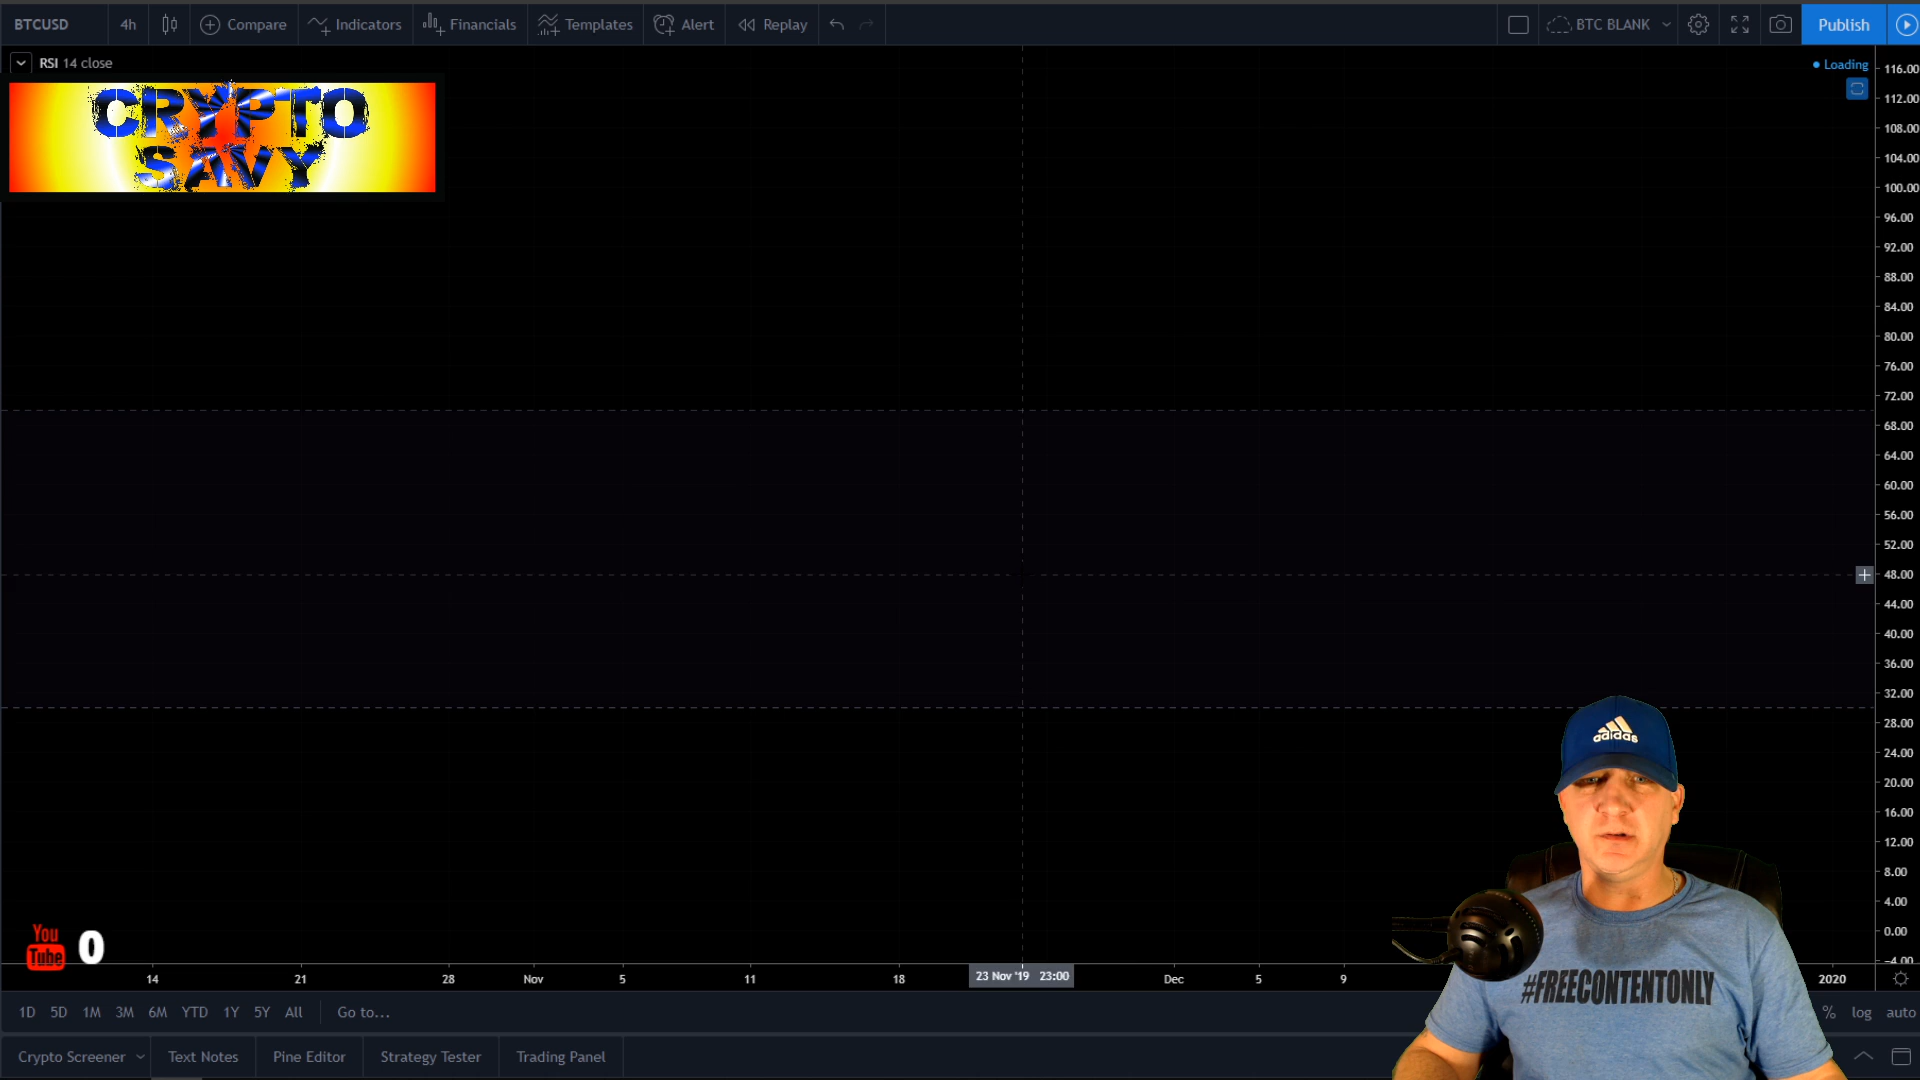 BTCUSD 4h Compare Indicators Financials Templates Alert Replay BTC BLANK Publish
RSI 14 close
Loading
CRYPTO
SAVY
116.00
112.00
108.00
104.00
100.00
96.00
92.00
88.00
84.00
80.00
76.00
72.00
68.00
64.00
60.00
56.00
52.00
48.00
44.00
40.00
36.00
32.00
28.00
24.00
20.00
16.00
12.00
8.00
4.00
0.00
-4.00
adidas
#FREECONTENTONLY
You
Tube
0
14 21 28 Nov 5 11 18 23 Nov '19 23:00 Dec 5 9 2020
1D 5D 1M 3M 6M YTD 1Y 5Y All Go to... % log auto
Crypto Screener Text Notes Pine Editor Strategy Tester Trading Panel